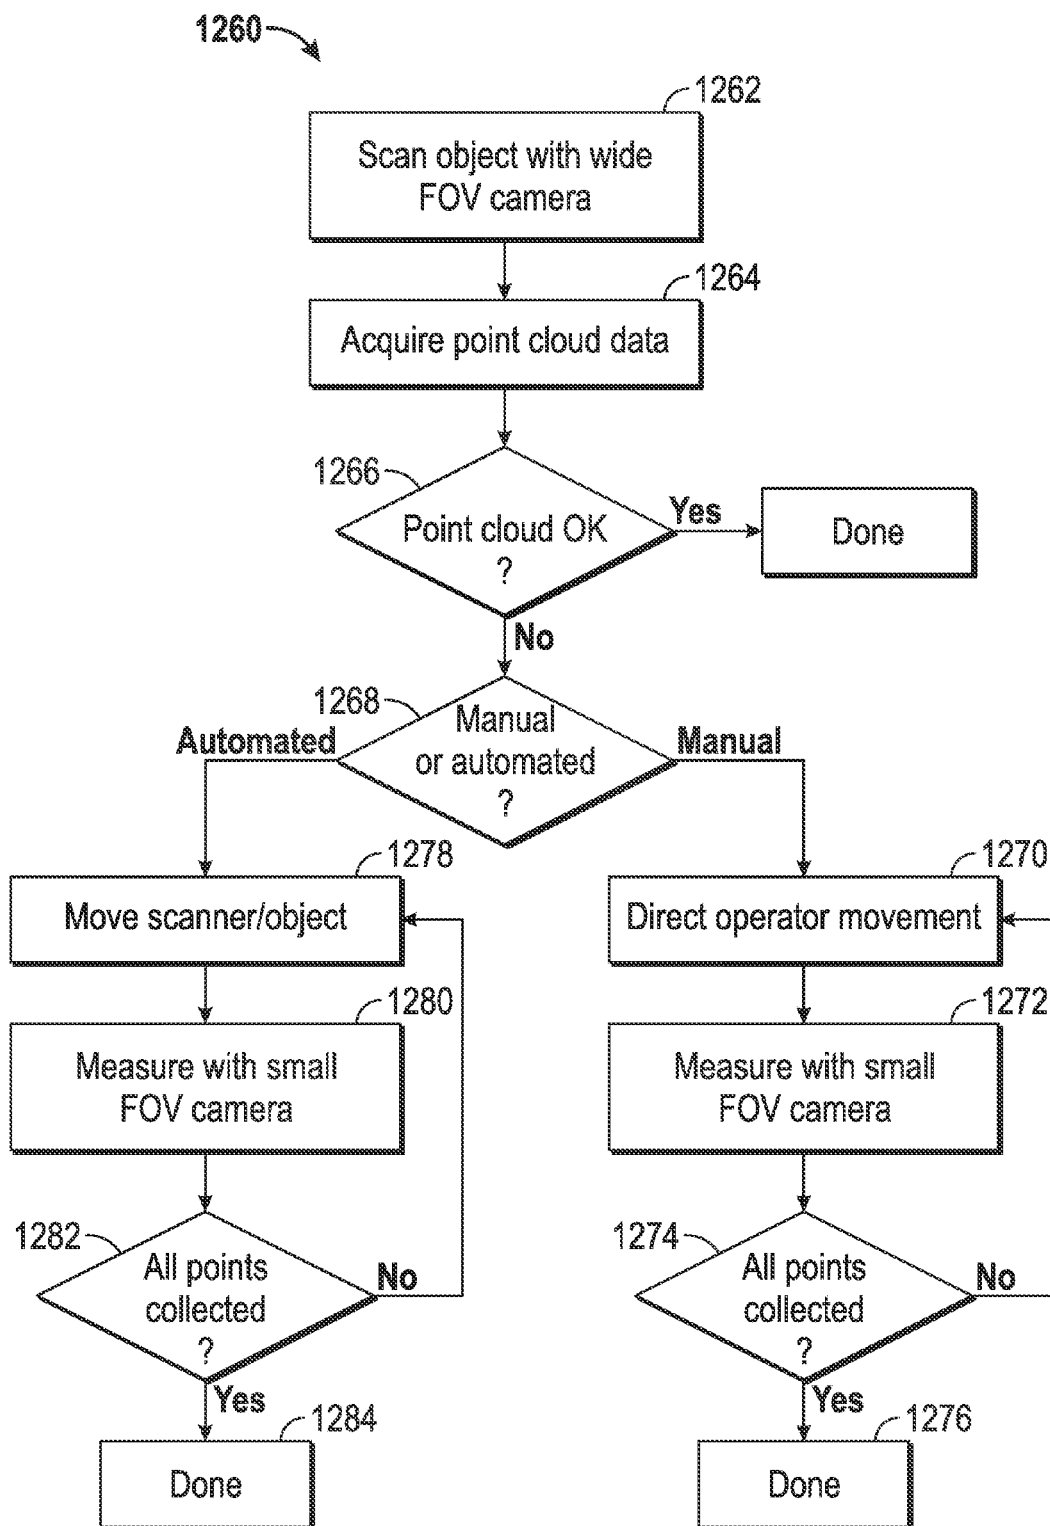 1260
1262
Scan object with wide
FOV camera
1264
Acquire point cloud data
1266
Point cloud OK
?
Yes
Done
No
1268
Manual
or automated
?
Automated
Manual
1278
Move scanner/object
1270
Direct operator movement
1280
Measure with small
FOV camera
1272
Measure with small
FOV camera
1282
All points
collected
?
No
1274
All points
collected
?
No
Yes
1284
Done
Yes
1276
Done